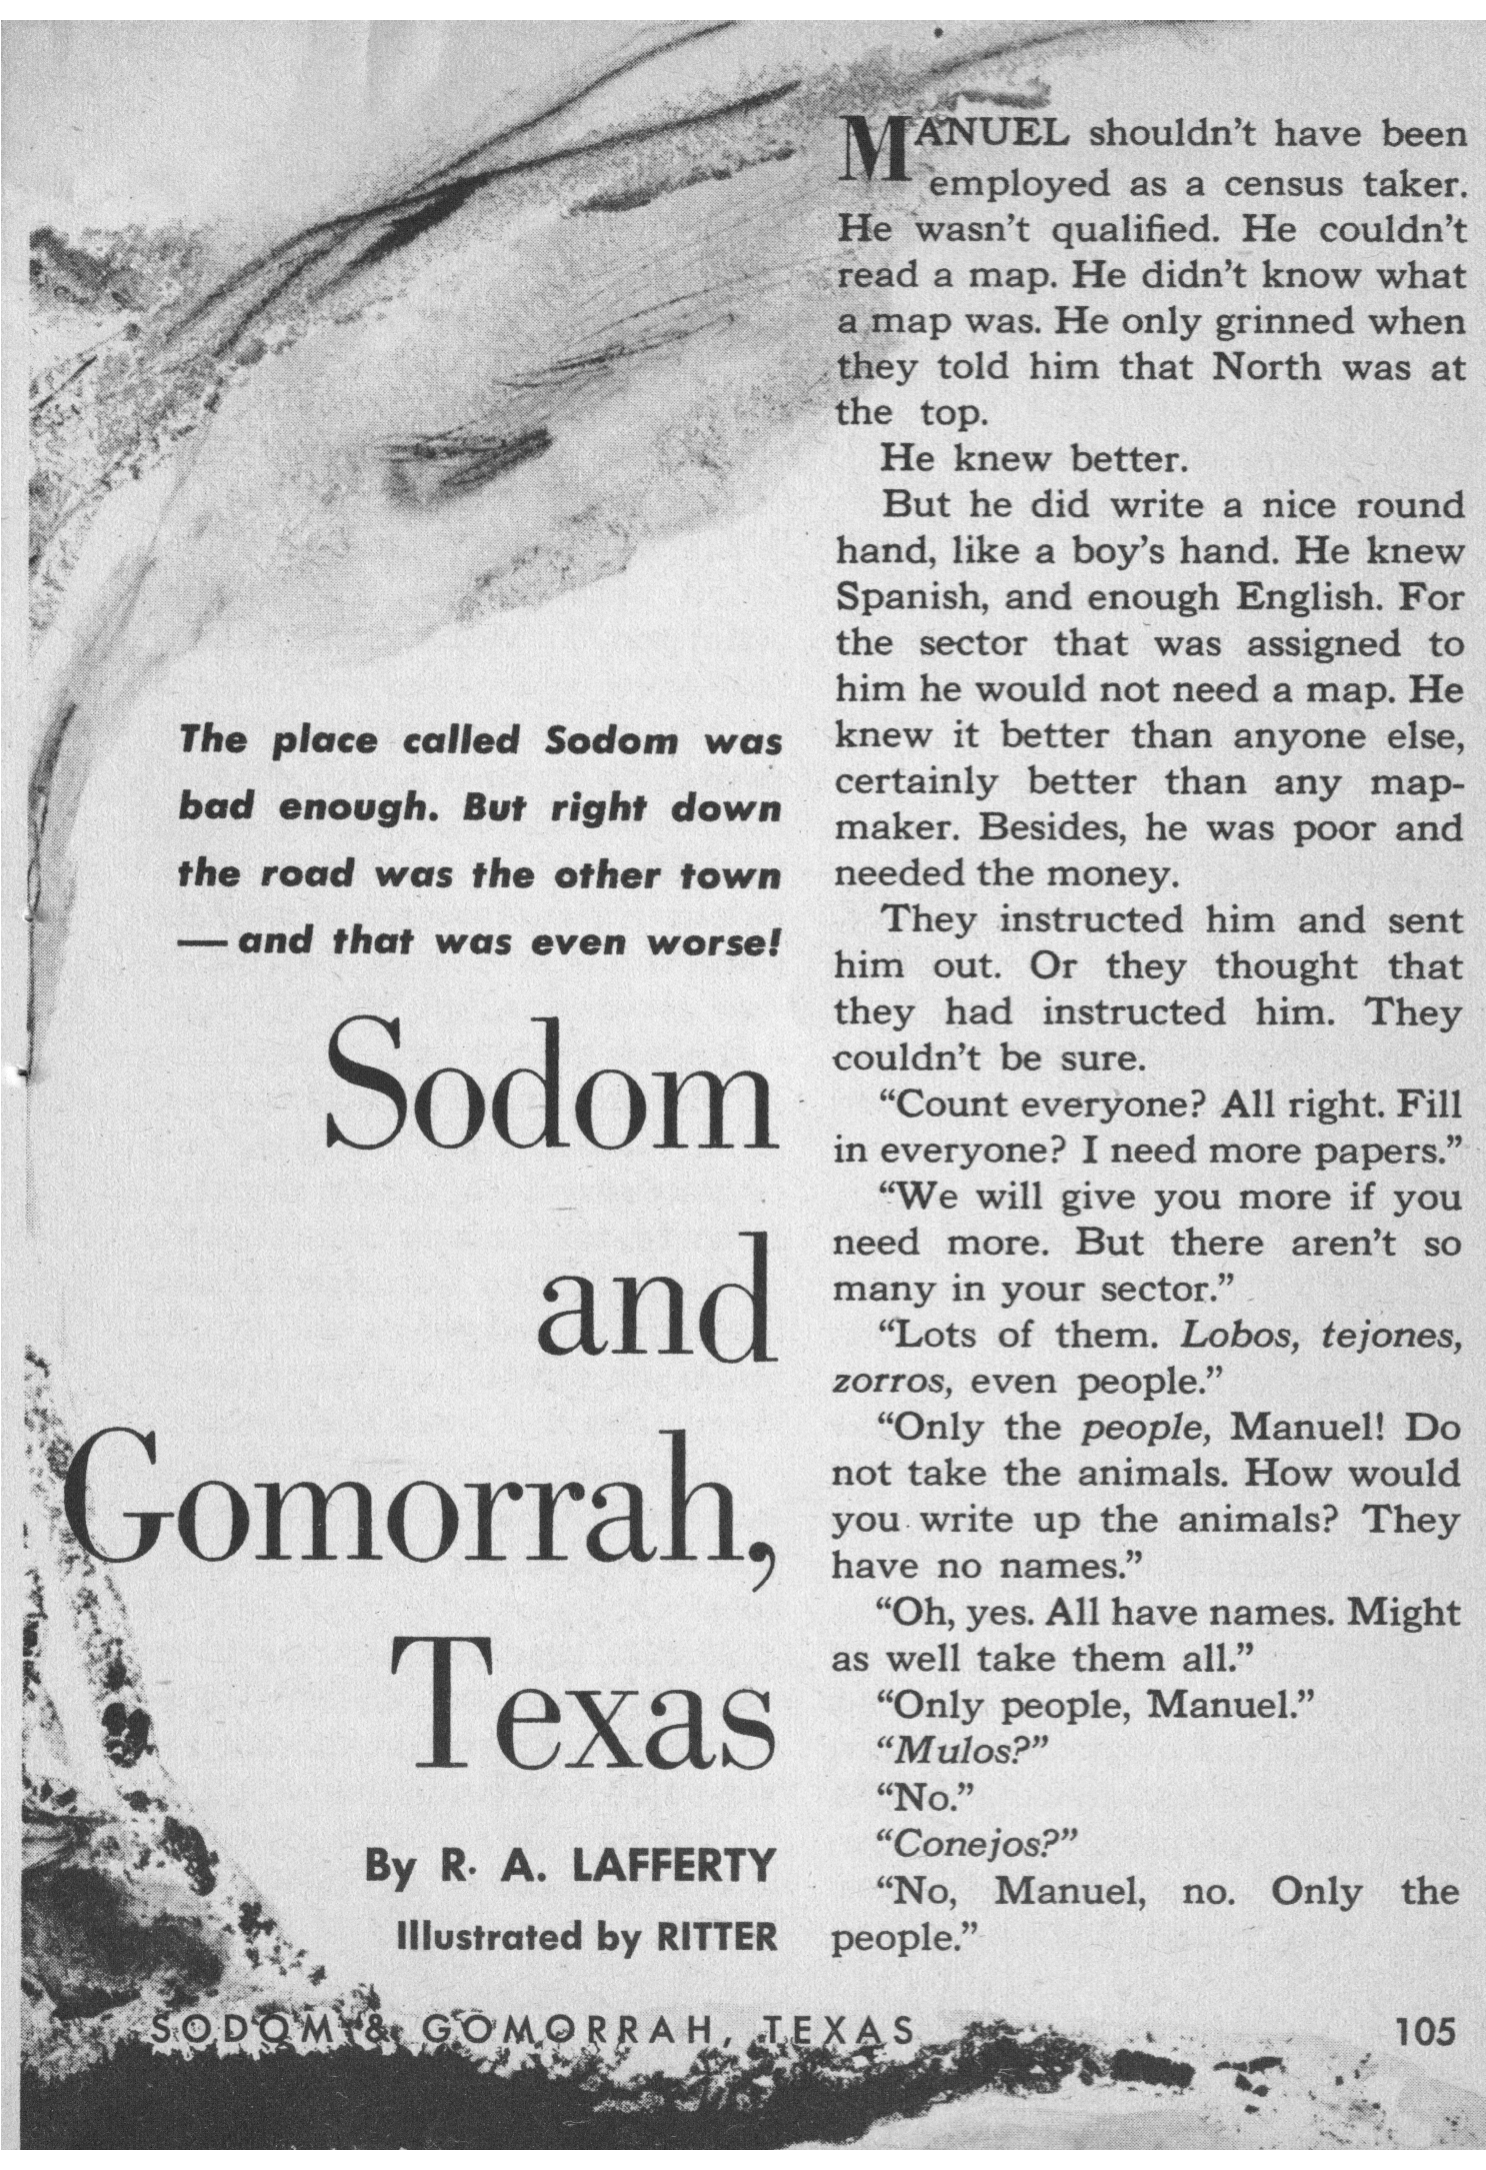 The place called Sodom was
bad enough. But right down
the road was the other town
— and that was even worse!
Sodom
and
Gomorrah,
Texas
By R. A. LAFFERTY
Illustrated by RITTER
MANUEL shouldn't have been
employed as a census taker.
He wasn't qualified. He couldn't
read a map. He didn't know what
a map was. He only grinned when
they told him that North was at
the top.
He knew better.
But he did write a nice round
hand, like a boy's hand. He knew
Spanish, and enough English. For
the sector that was assigned to
him he would not need a map. He
knew it better than anyone else,
certainly better than any map-
maker. Besides, he was poor and
needed the money.
They instructed him and sent
him out. Or they thought that
they had instructed him. They
couldn't be sure.
“Count everyone? All right. Fill
in everyone? I need more papers.”
“We will give you more if you
need more. But there aren't so
many in your sector.”
“Lots of them. Lobos, tejones,
zorros, even people.”
“Only the people, Manuel! Do
not take the animals. How would
you write up the animals? They
have no names.”
“Oh, yes. All have names. Might
as well take them all.”
“Only people, Manuel.”
“Mulos?”
“No.”
“Conejos?”
“No, Manuel, no. Only the
people.”
SODOM & GOMORRAH, TEXAS
105